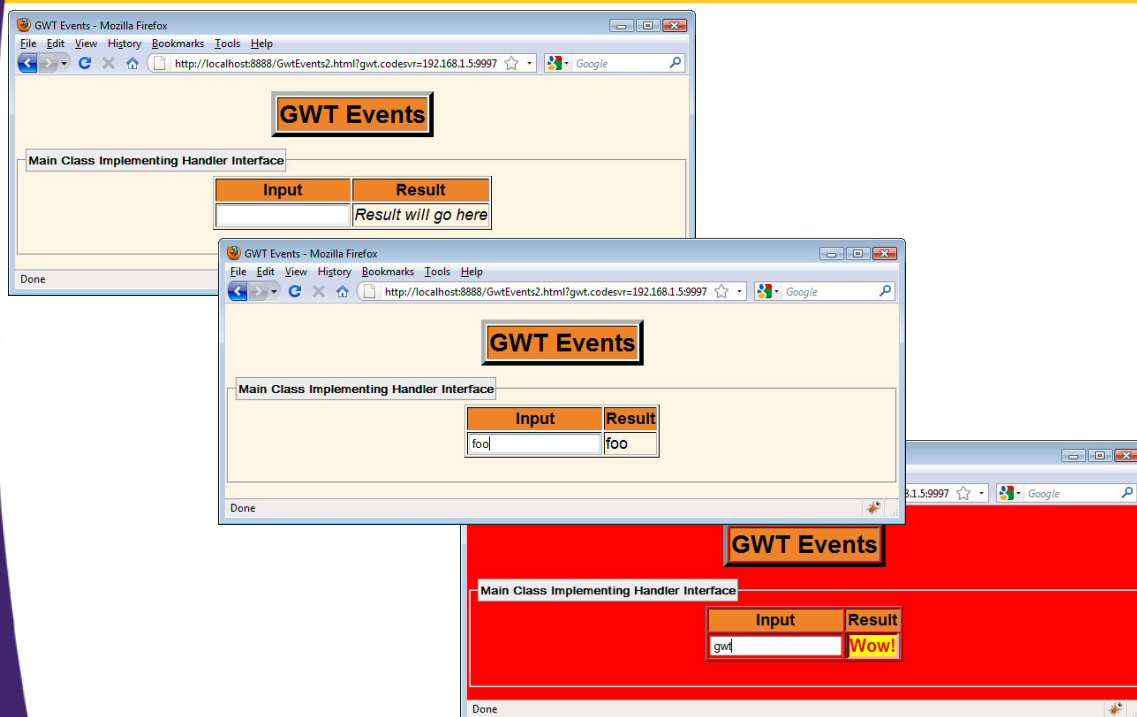 GWT Events - Mozilla Firefox
File Edit View History Bookmarks Tools Help
http://localhost:8888/GwtEvents2.html?gwt.codesvr=192.168.1.5:9997 Google
GWT Events
Main Class Implementing Handler Interface
Input Result
Result will go here
Done
GWT Events - Mozilla Firefox
File Edit View History Bookmarks Tools Help
http://localhost:8888/GwtEvents2.html?gwt.codesvr=192.168.1.5:9997 Google
GWT Events
Main Class Implementing Handler Interface
Input Result
foo foo
Done
.1.5:9997 Google
GWT Events
Main Class Implementing Handler Interface
Input Result
gwt Wow!
Done